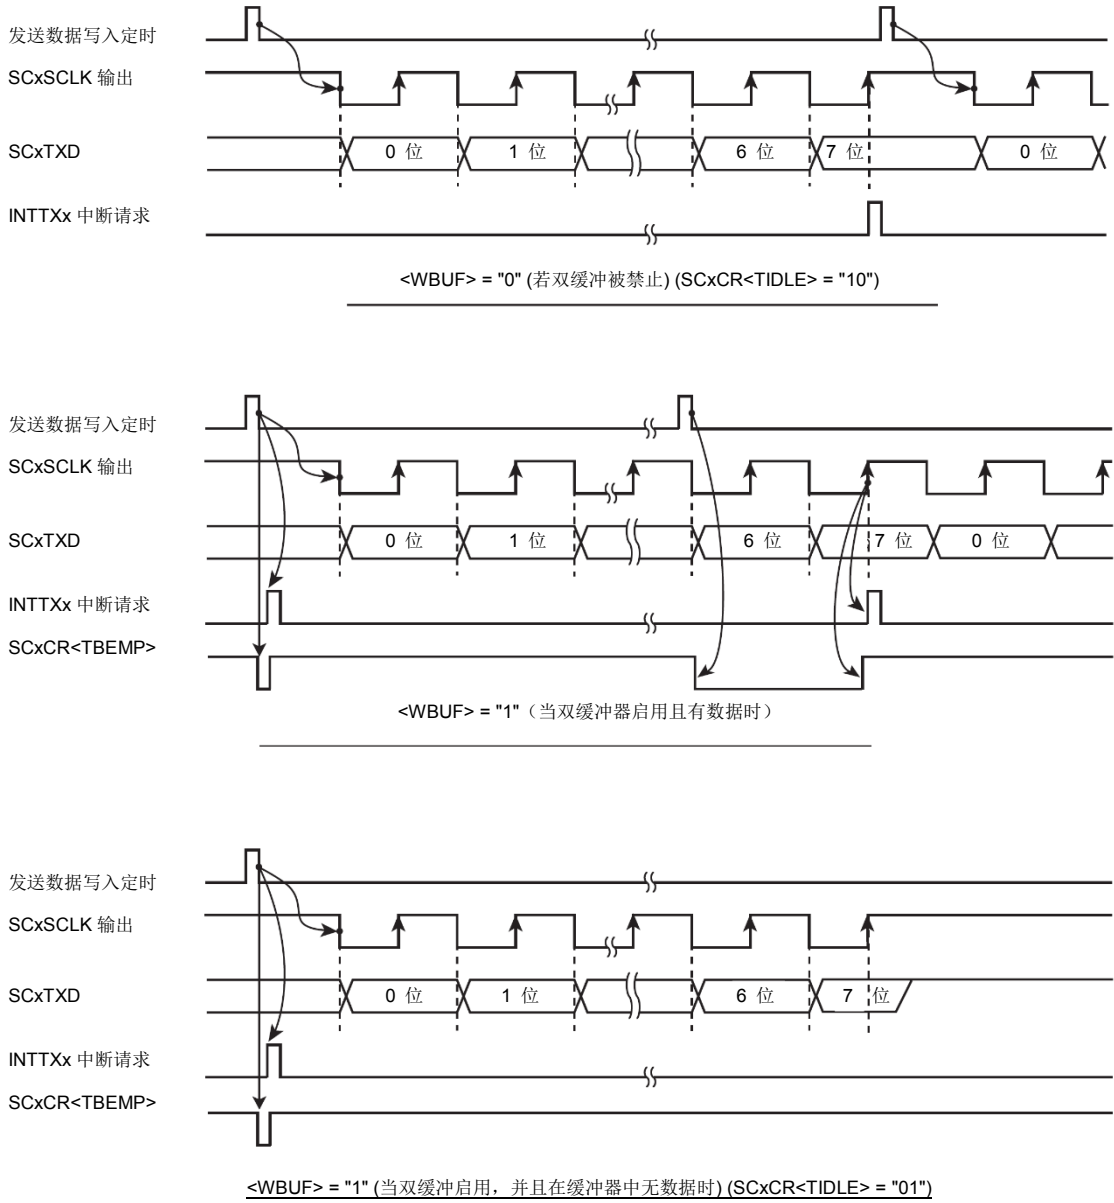 发送数据写入定时
SCxSCLK 输出
SCxTXD
0 位 1 位 6 位 7 位 0 位
INTTXx 中断请求
<WBUF> = "0" (若双缓冲被禁止) (SCxCR<TIDLE> = "10")
发送数据写入定时
SCxSCLK 输出
SCxTXD
0 位 1 位 6 位 7 位 0 位
INTTXx 中断请求
SCxCR<TBEMP>
<WBUF> = "1"（当双缓冲器启用且有数据时）
发送数据写入定时
SCxSCLK 输出
SCxTXD
0 位 1 位 6 位 7 位
INTTXx 中断请求
SCxCR<TBEMP>
<WBUF> = "1" (当双缓冲启用，并且在缓冲器中无数据时) (SCxCR<TIDLE> = "01")